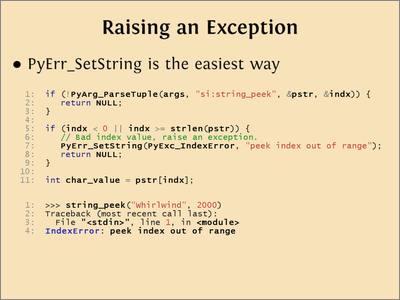 Raising an Exception
● PyErr_SetString is the easiest way
1: if (!PyArg_ParseTuple(args, "si:string_peek", &pstr, &indx)) {
2: return NULL;
3: }
4:
5: if (indx < 0 || indx >= strlen(pstr)) {
6: // Bad index value, raise an exception.
7: PyErr_SetString(PyExc_IndexError, "peek index out of range");
8: return NULL;
9: }
10:
11: int char_value = pstr[indx];
1: >>> string_peek("Whirlwind", 2000)
2: Traceback (most recent call last):
3: File "<stdin>", line 1, in <module>
4: IndexError: peek index out of range